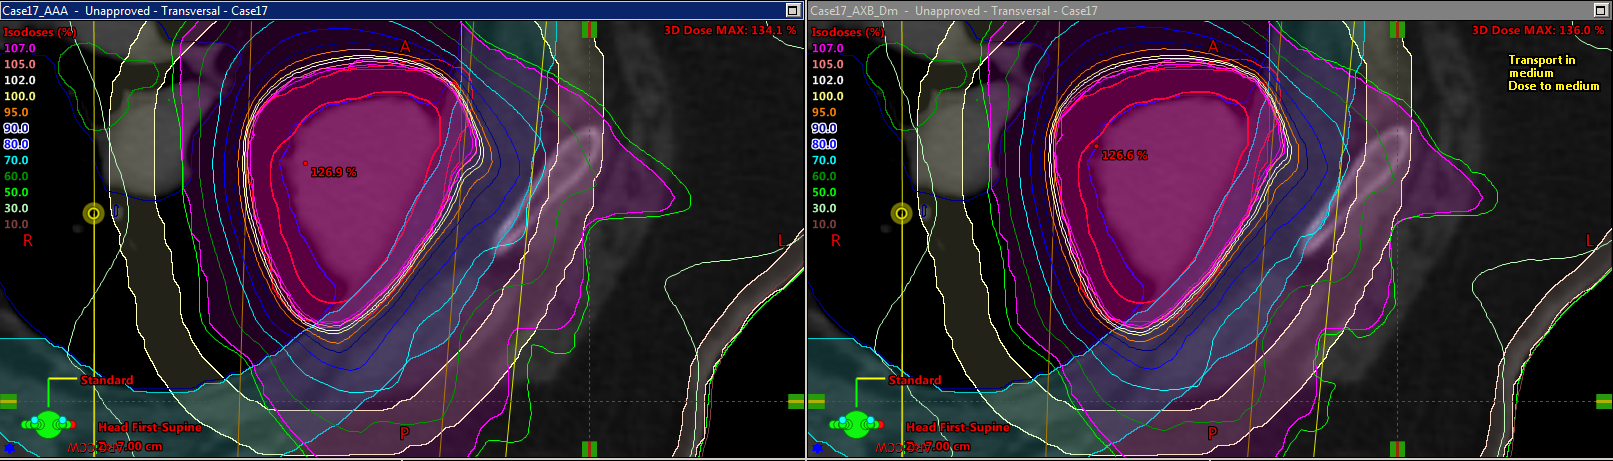 Case17_AAA - Unapproved - Transversal - Case17
Isodoses (%)
3D Dose MAX: 134.1 %
107.0
105.0
102.0
100.0
95.0
90.0
80.0
70.0
60.0
50.0
30.0
10.0
A
126.9 %
R
Standard
Head First-Supine
Z: -7.00 cm
P
Case17_AXB_Dm - Unapproved - Transversal - Case17
Isodoses (%)
3D Dose MAX: 136.0 %
107.0
105.0
102.0
100.0
95.0
90.0
80.0
70.0
60.0
50.0
30.0
10.0
Transport in
medium
Dose to medium
A
126.6 %
R
L
Standard
Head First-Supine
P